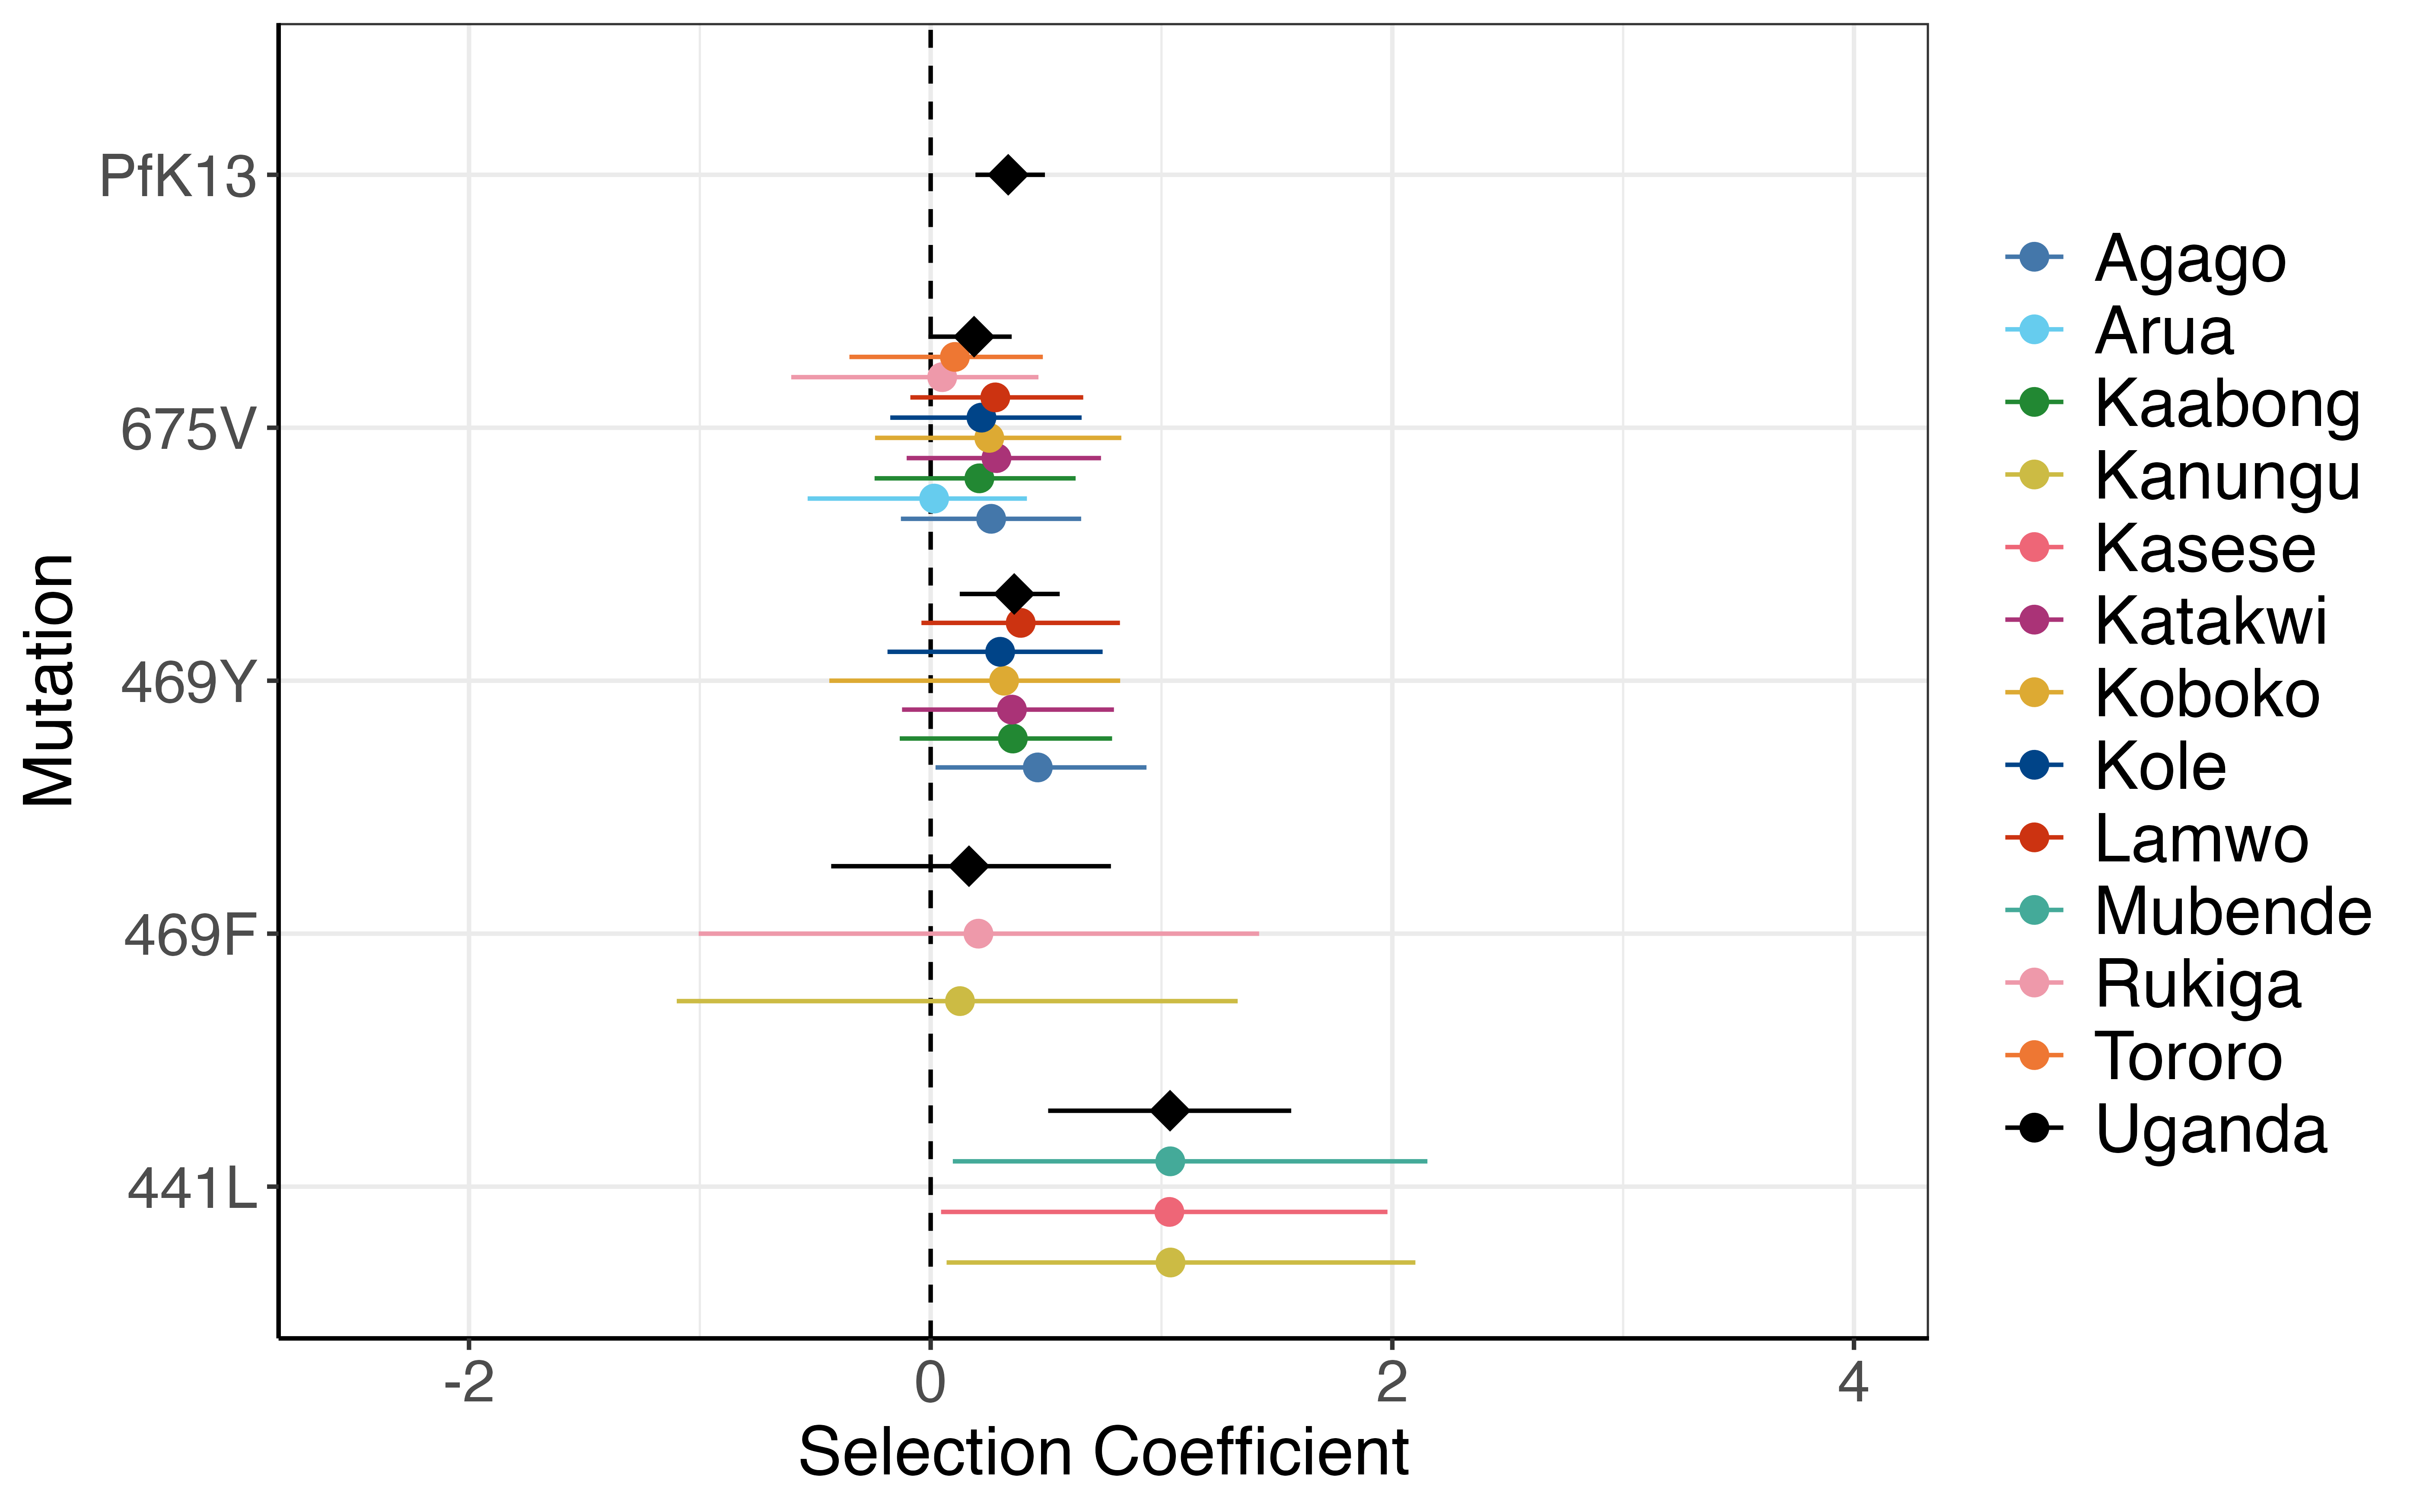 PfK13
675V
469Y
469F
441L
Mutation
-2 0 2 4
Selection Coefficient
Agago
Arua
Kaabong
Kanungu
Kasese
Katakwi
Koboko
Kole
Lamwo
Mubende
Rukiga
Tororo
Uganda